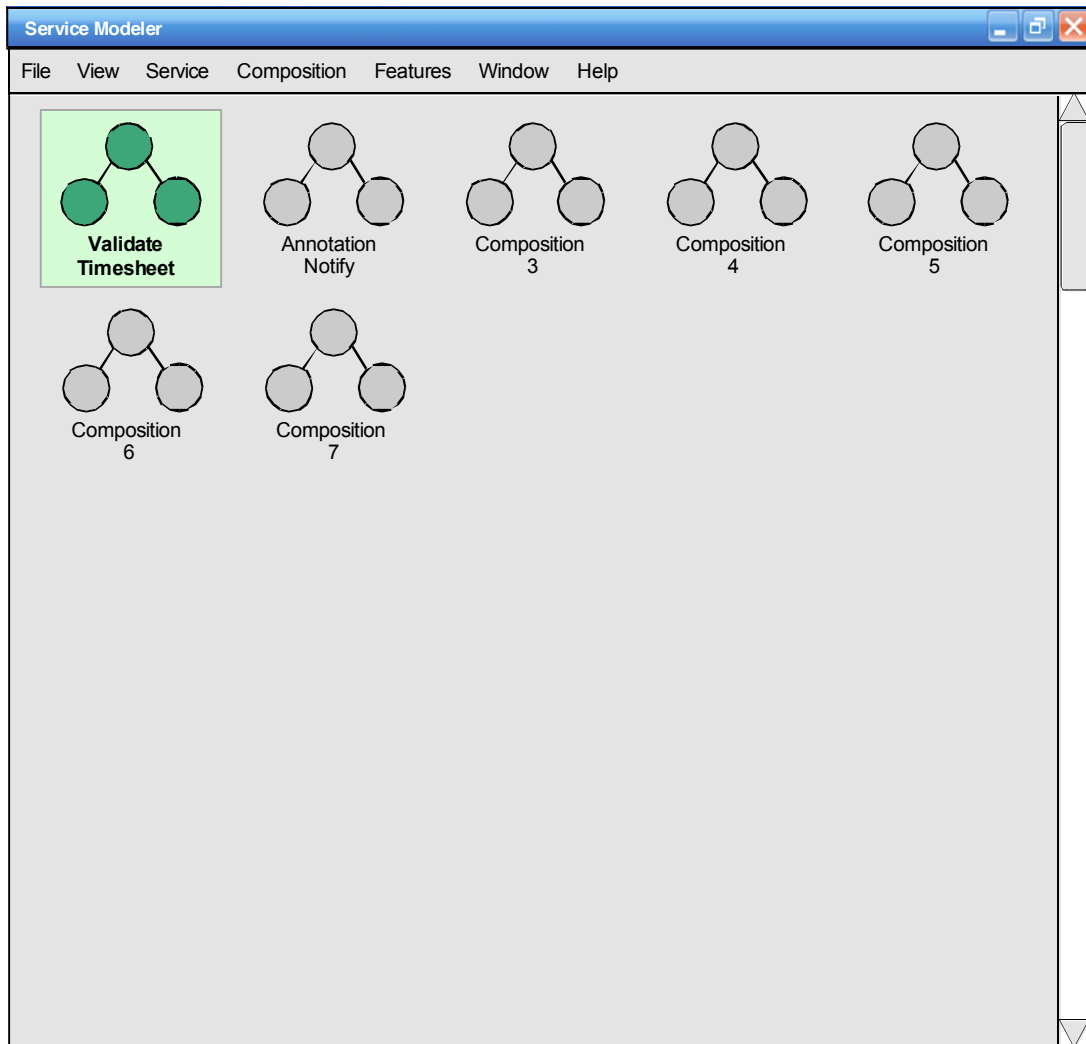 Service Modeler
File View Service Composition Features Window Help
Validate
Timesheet
Annotation
Notify
Composition
3
Composition
4
Composition
5
Composition
6
Composition
7